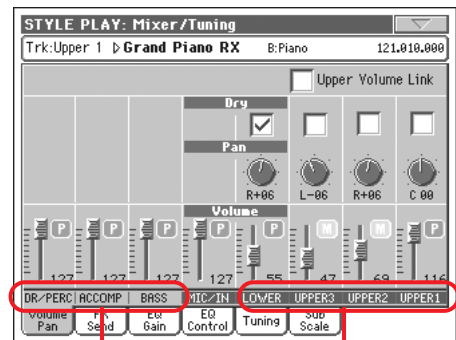 STYLE PLAY: Mixer/Tuning
Trk:Upper 1 ▷Grand Piano RX B:Piano 121.010.000
Upper Volume Link
Dry
Pan
R+06 L-06 R+06 C 00
Volume
P P P P P M M P
127 127 127 127 55 47 69 116
DR/PERC ACCOMP BASS MIC/IN LOWER UPPER3 UPPER2 UPPER1
Volume Pan FX Send EQ Gain EQ Control Tuning Sub Scale